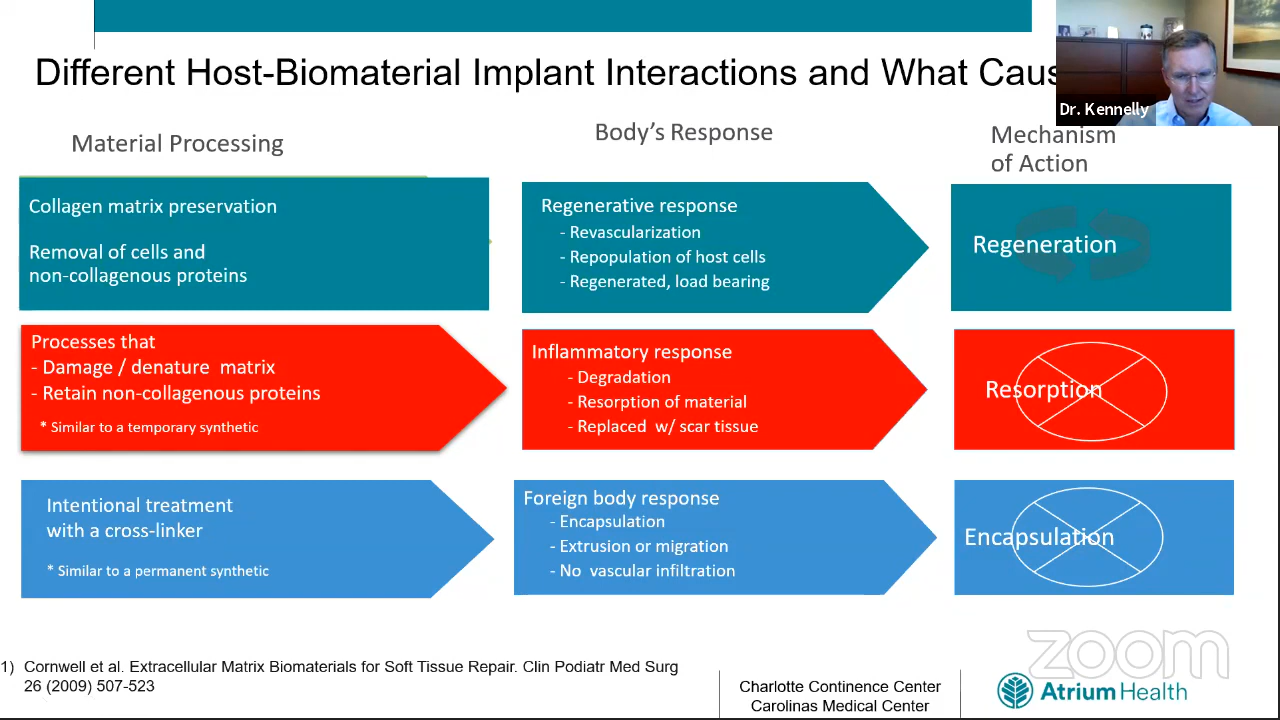 Different Host-Biomaterial Implant Interactions and What Caus
Dr. Kennelly
Material Processing
Body's Response
Mechanism
of Action
Collagen matrix preservation
Removal of cells and
non-collagenous proteins
Regenerative response
- Revascularization
- Repopulation of host cells
- Regenerated, load bearing
Regeneration
Processes that
- Damage / denature matrix
- Retain non-collagenous proteins
* Similar to a temporary synthetic
Inflammatory response
- Degradation
- Resorption of material
- Replaced w/ scar tissue
Resorption
Intentional treatment
with a cross-linker
* Similar to a permanent synthetic
Foreign body response
- Encapsulation
- Extrusion or migration
- No vascular infiltration
Encapsulation
1) Cornwell et al. Extracellular Matrix Biomaterials for Soft Tissue Repair. Clin Podiatr Med Surg
26 (2009) 507-523
Charlotte Continence Center
Carolinas Medical Center
zoom
Atrium Health